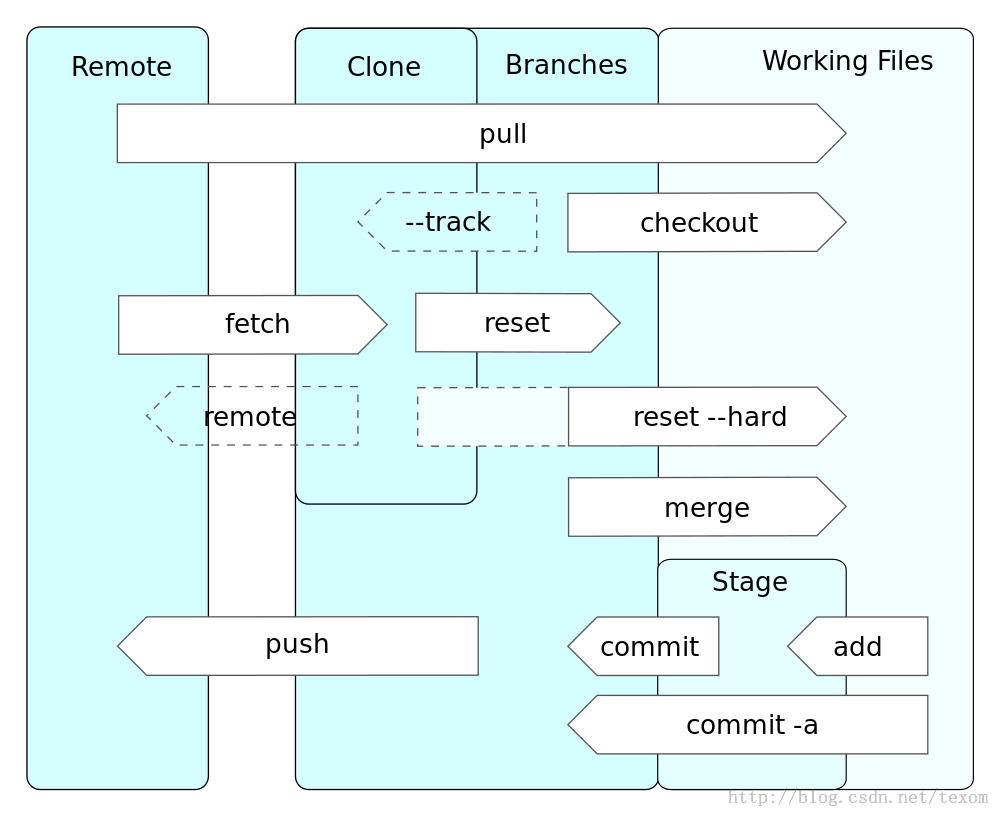 Remote
Clone
Branches
Working Files
pull
--track
checkout
fetch
reset
remote
reset --hard
merge
Stage
push
commit
add
commit -a
http://blog.csdn.net/texom